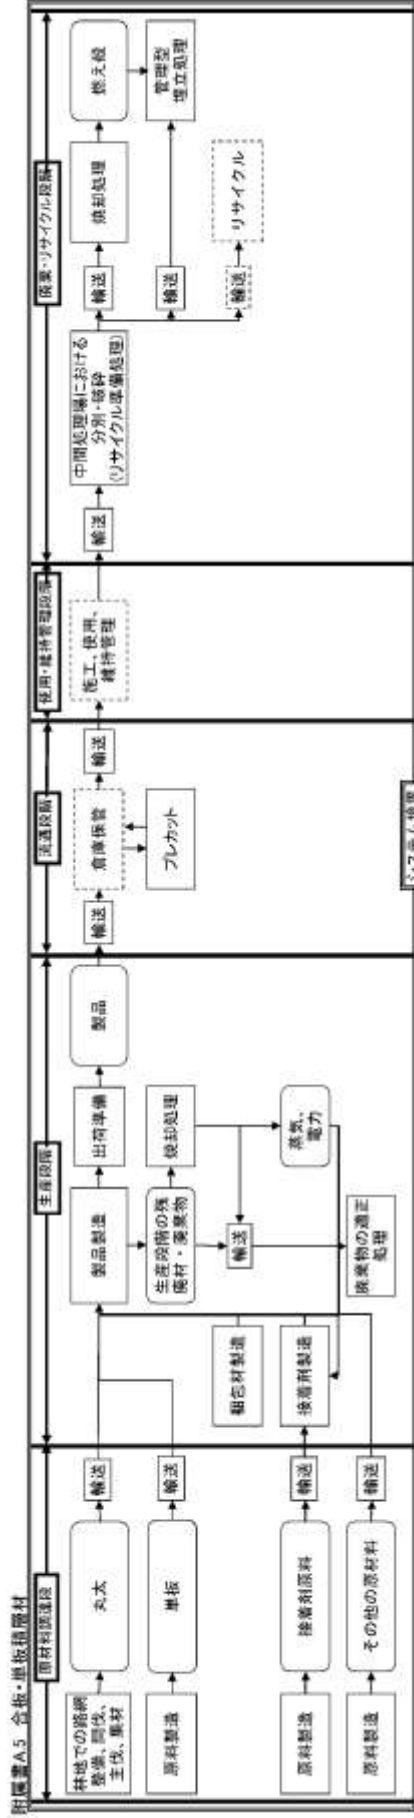 附属書A.5 合板・単板積層材
原材料調達段
生産段階
流通段階
使用・維持管理段階
廃棄・リサイクル段階
林地での路網
整備、間伐、
主伐、集材
丸太
輸送
原料製造
単板
輸送
原料製造
接着剤原料
輸送
原料製造
その他の原材料
輸送
製品製造
出荷準備
製品
生産段階の残
廃材・廃棄物
焼却処理
輸送
梱包材製造
接着剤製造
蒸気、
電力
廃棄物の適正
処理
輸送
倉庫保管
プレカット
輸送
施工、使用、
維持管理
輸送
中間処理場における
分別・破砕
(リサイクル準備処理)
輸送
焼却処理
燃え殻
輸送
管理型
埋立処理
輸送
リサイクル
システム境界